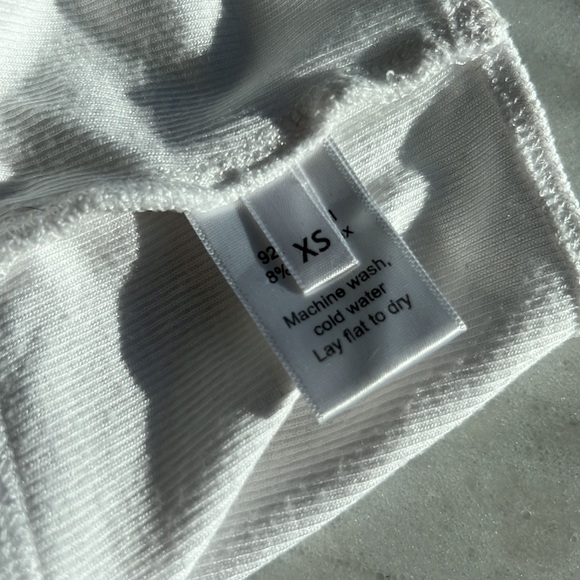 XS
92
8%
Machine wash,
cold water
Lay flat to dry